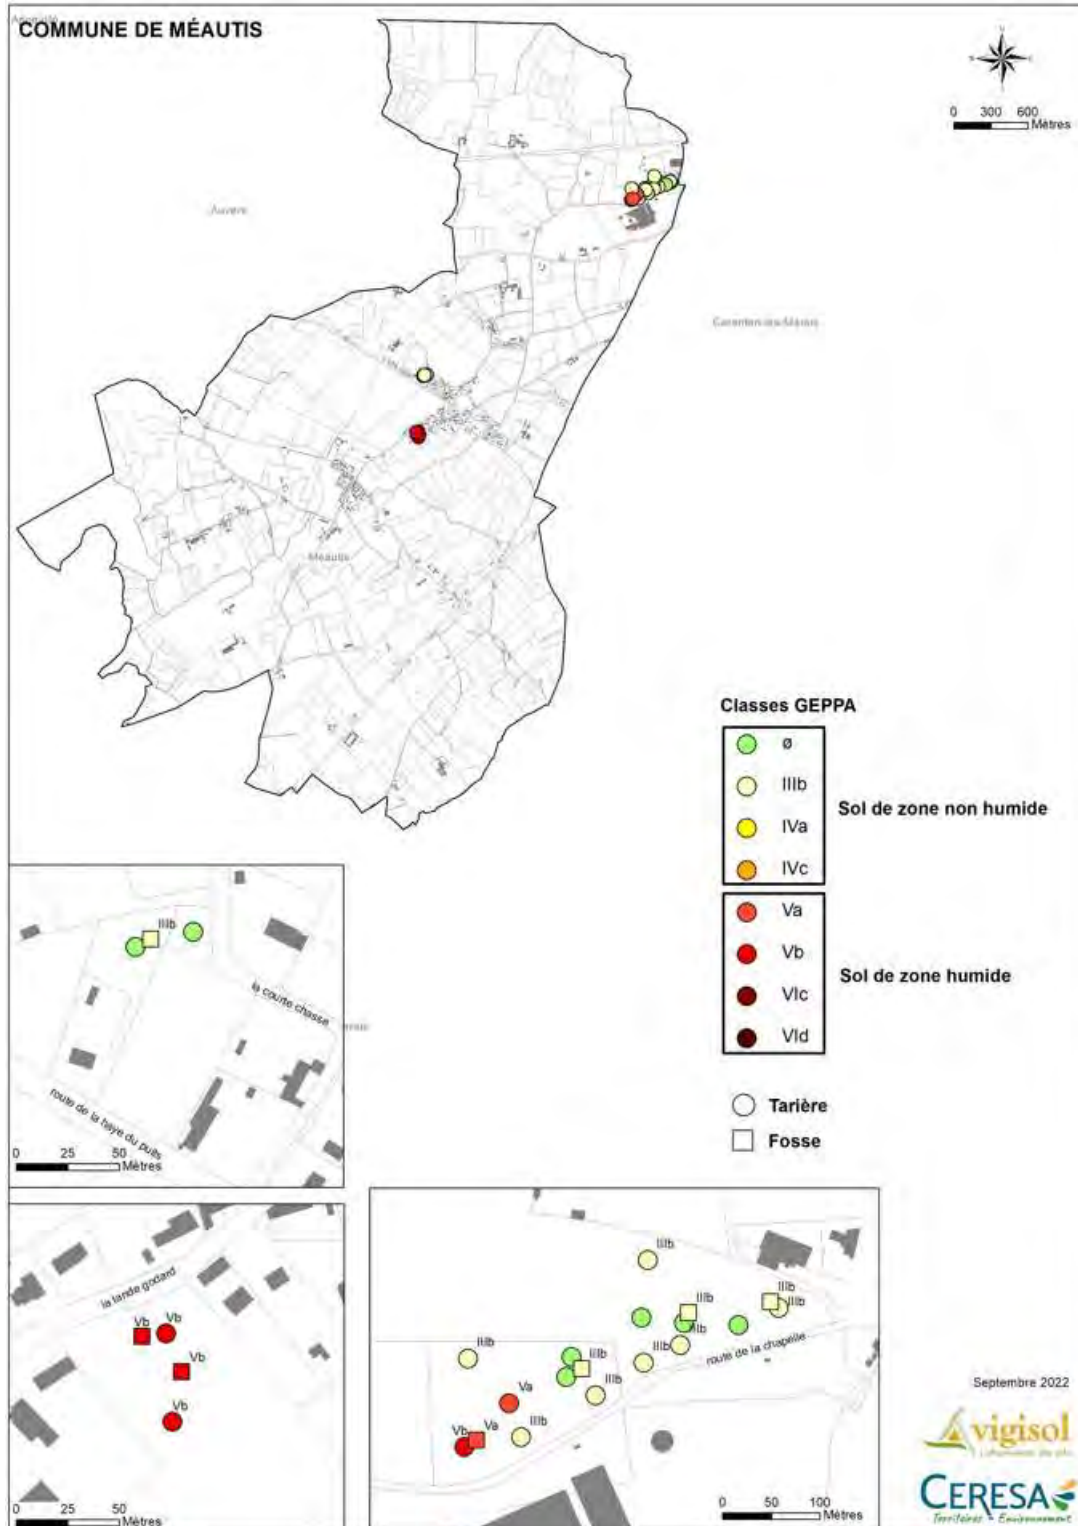 COMMUNE DE MÉAUTIS
0 300 600
Mètres
Auvers
Carentan-les-Marais
Méautis
Classes GEPPA
ø
IIIb
IVa
IVc
Sol de zone non humide
Va
Vb
VIc
VId
Sol de zone humide
Tarière
Fosse
IIIb
la courte chasse
route de la haye du puits
0 25 50
Mètres
la lande godard
Vb
Vb
Vb
Vb
0 25 50
Mètres
IIIb
IIIb
IIIb
IIIb
IIIb
IIIb
IIIb
IIIb
route de la chapelle
IIIb
Va
IIIb
Va
Vb
0 50 100
Mètres
Septembre 2022
vigisol
CERESA
Territoires - Environnement